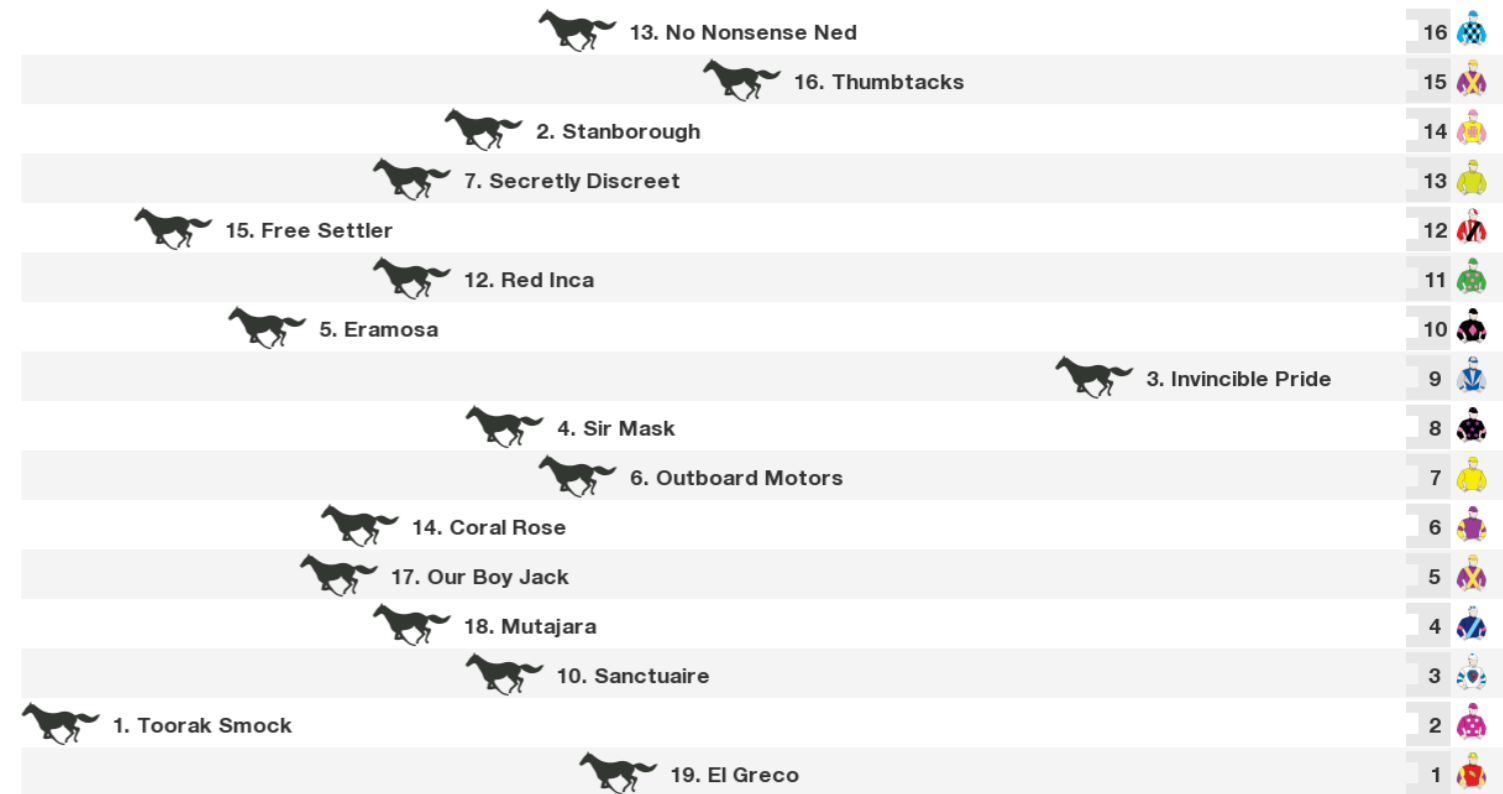 13. No Nonsense Ned 16
16. Thumbtacks 15
2. Stanborough 14
7. Secretly Discreet 13
15. Free Settler 12
12. Red Inca 11
5. Eramosa 10
3. Invincible Pride 9
4. Sir Mask 8
6. Outboard Motors 7
14. Coral Rose 6
17. Our Boy Jack 5
18. Mutajara 4
10. Sanctuaire 3
1. Toorak Smock 2
19. El Greco 1